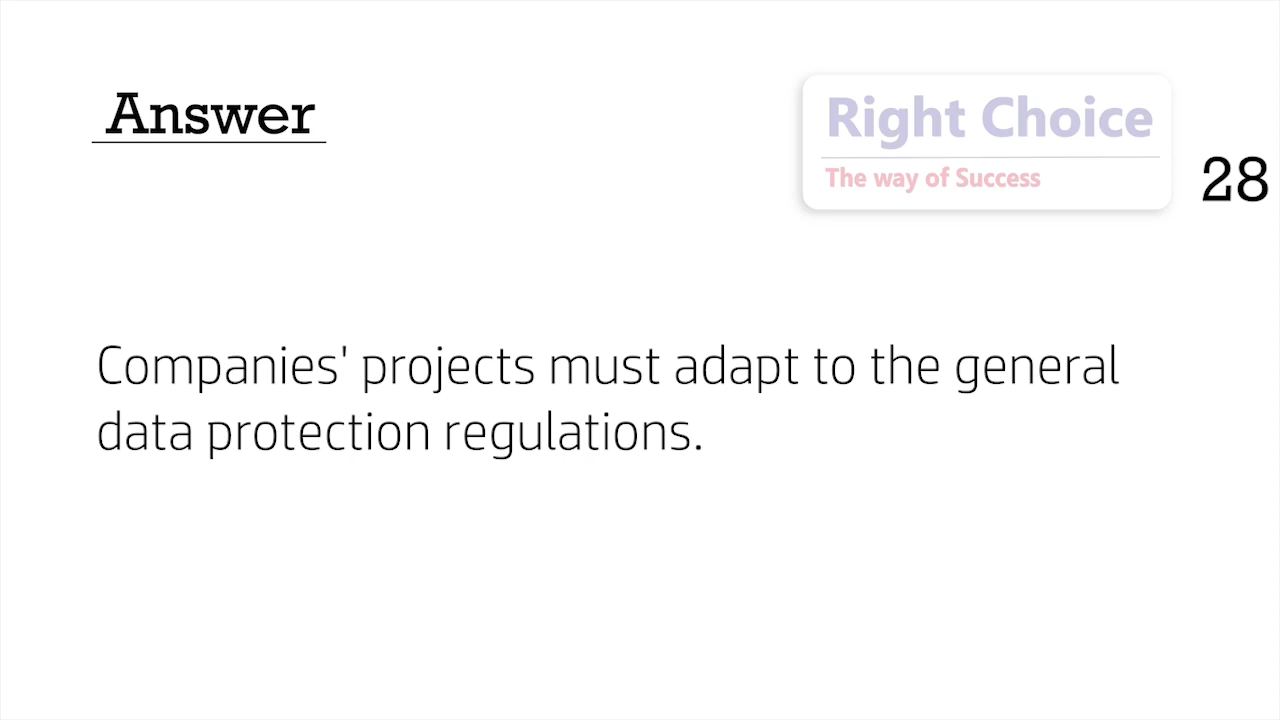 Answer
Right Choice
The way of Success
28
Companies' projects must adapt to the general
data protection regulations.